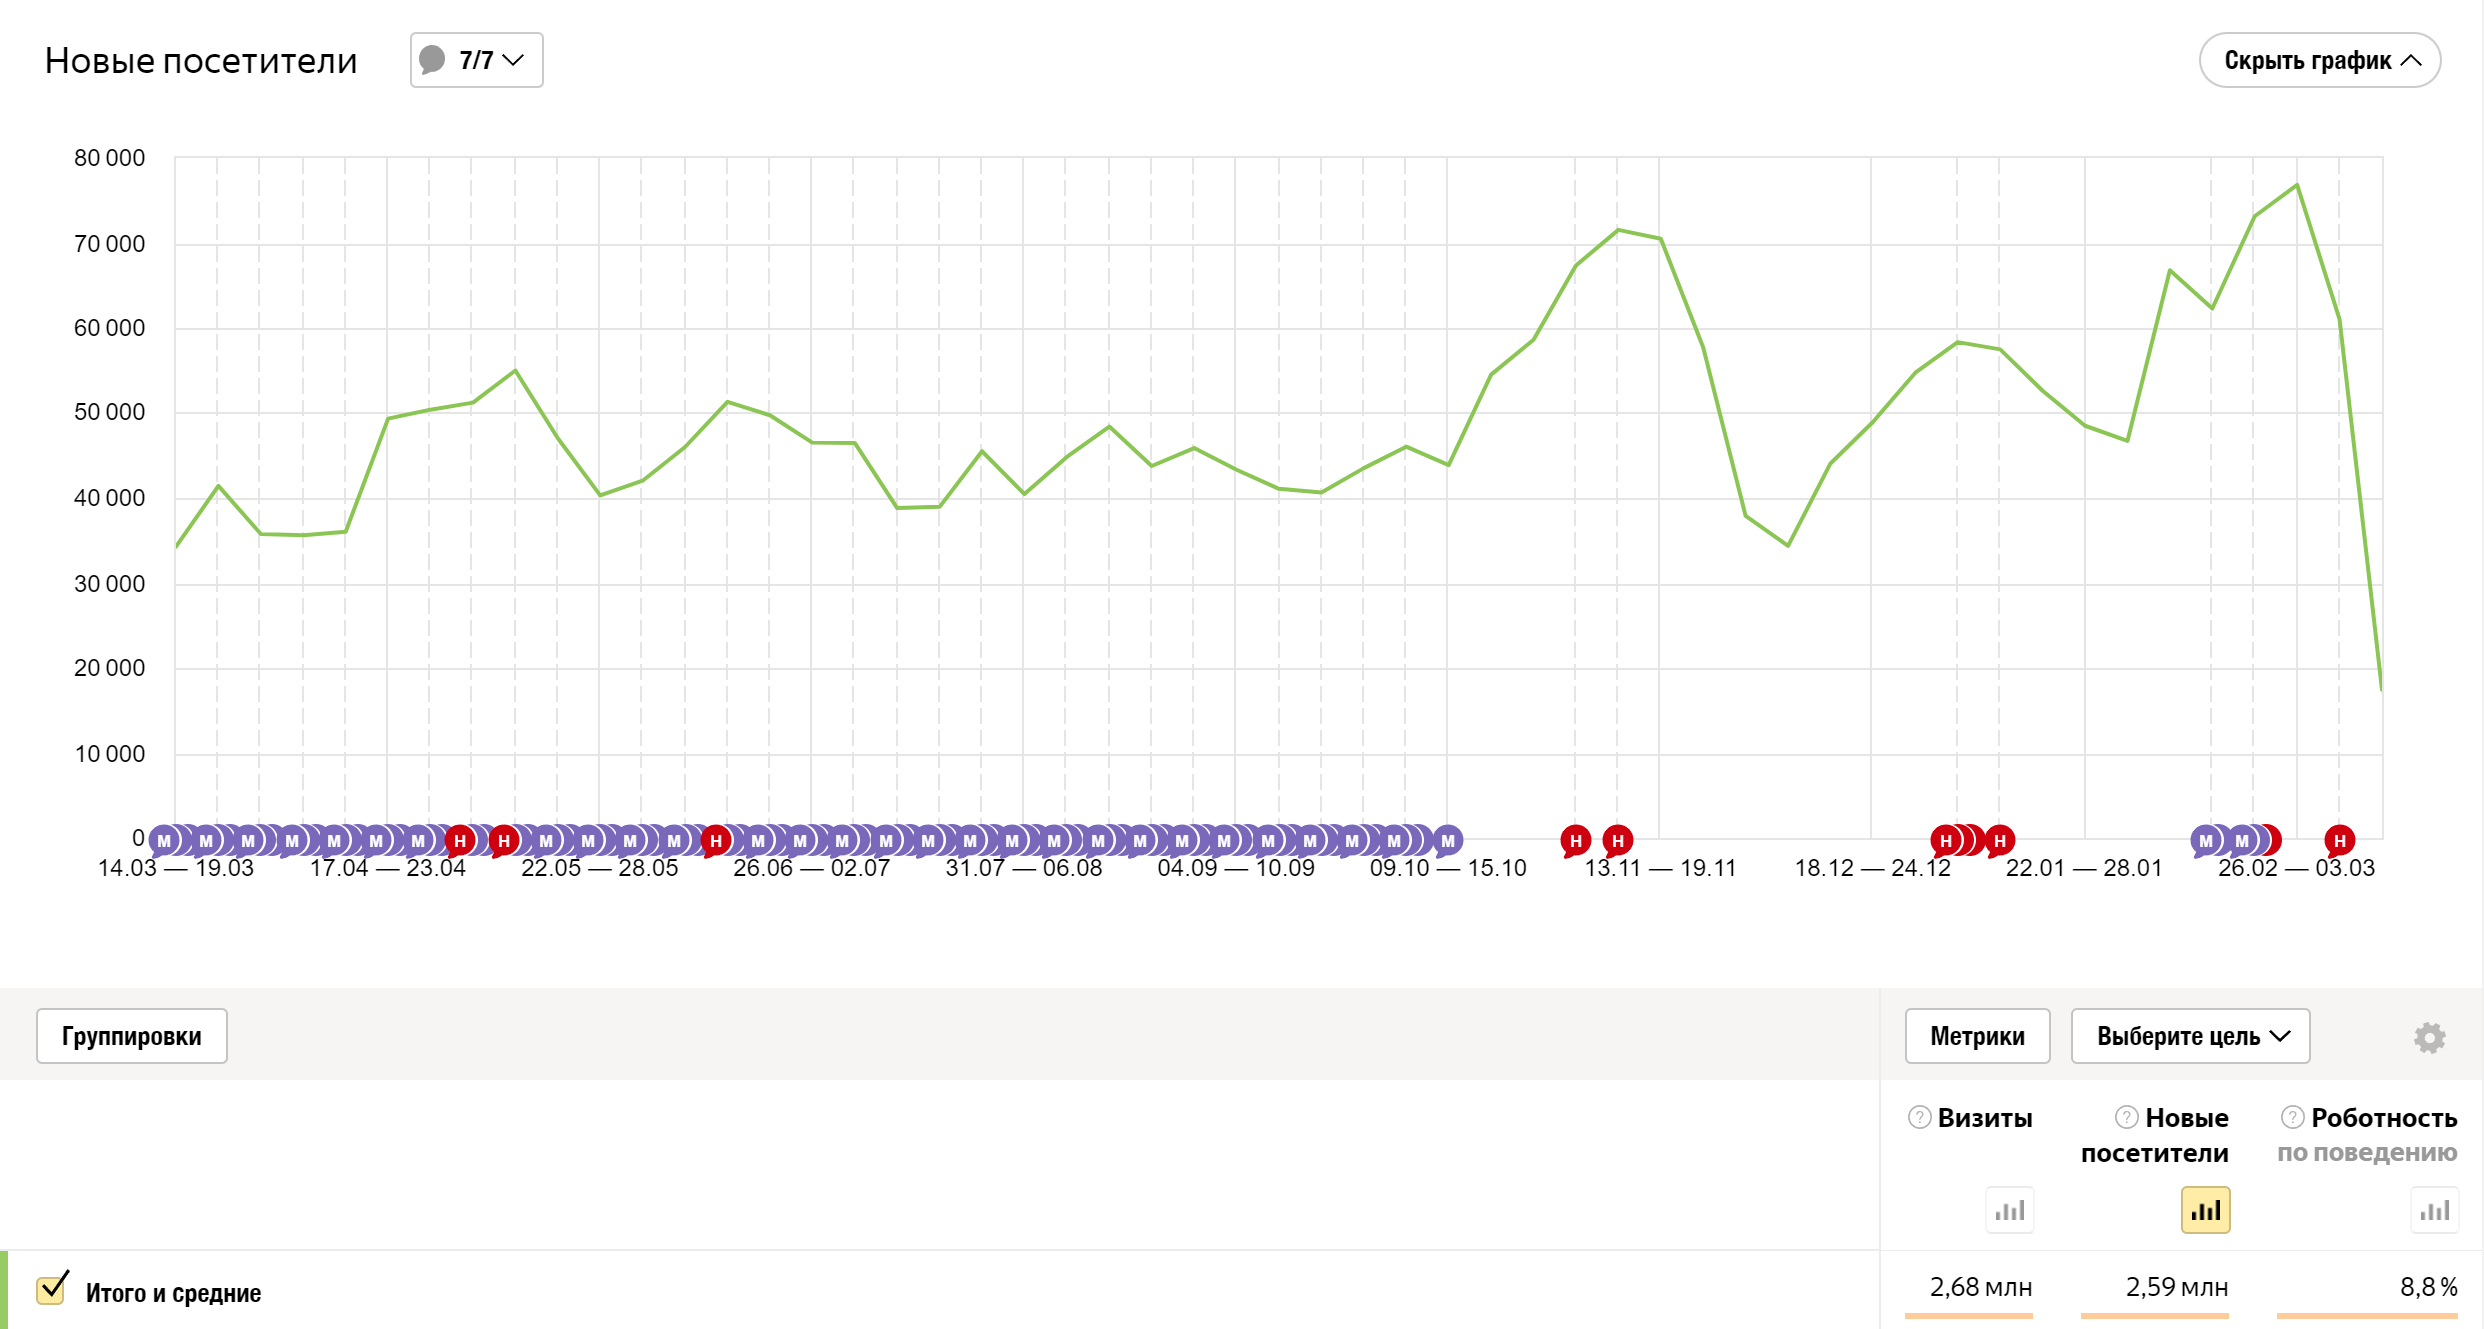 Новые посетители 7/7 Скрыть график
80 000
70 000
60 000
50 000
40 000
30 000
20 000
10 000
0
М М М М М М М Н Н М М М М Н М М М М М М М М М М М М М М М М М Н Н Н Н М М Н
14.03 — 19.03 17.04 — 23.04 22.05 — 28.05 26.06 — 02.07 31.07 — 06.08 04.09 — 10.09 09.10 — 15.10 13.11 — 19.11 18.12 — 24.12 22.01 — 28.01 26.02 — 03.03
Группировки Метрики Выберите цель
? Визиты ? Новые ? Роботность
посетители по поведению
Итого и средние 2,68 млн 2,59 млн 8,8 %